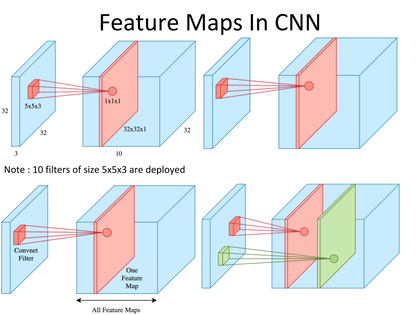 Feature Maps In CNN
32
5x5x3
32
3
1x1x1
32x32x1
10
32
Note : 10 filters of size 5x5x3 are deployed
Convnet
Filter
One
Feature
Map
All Feature Maps